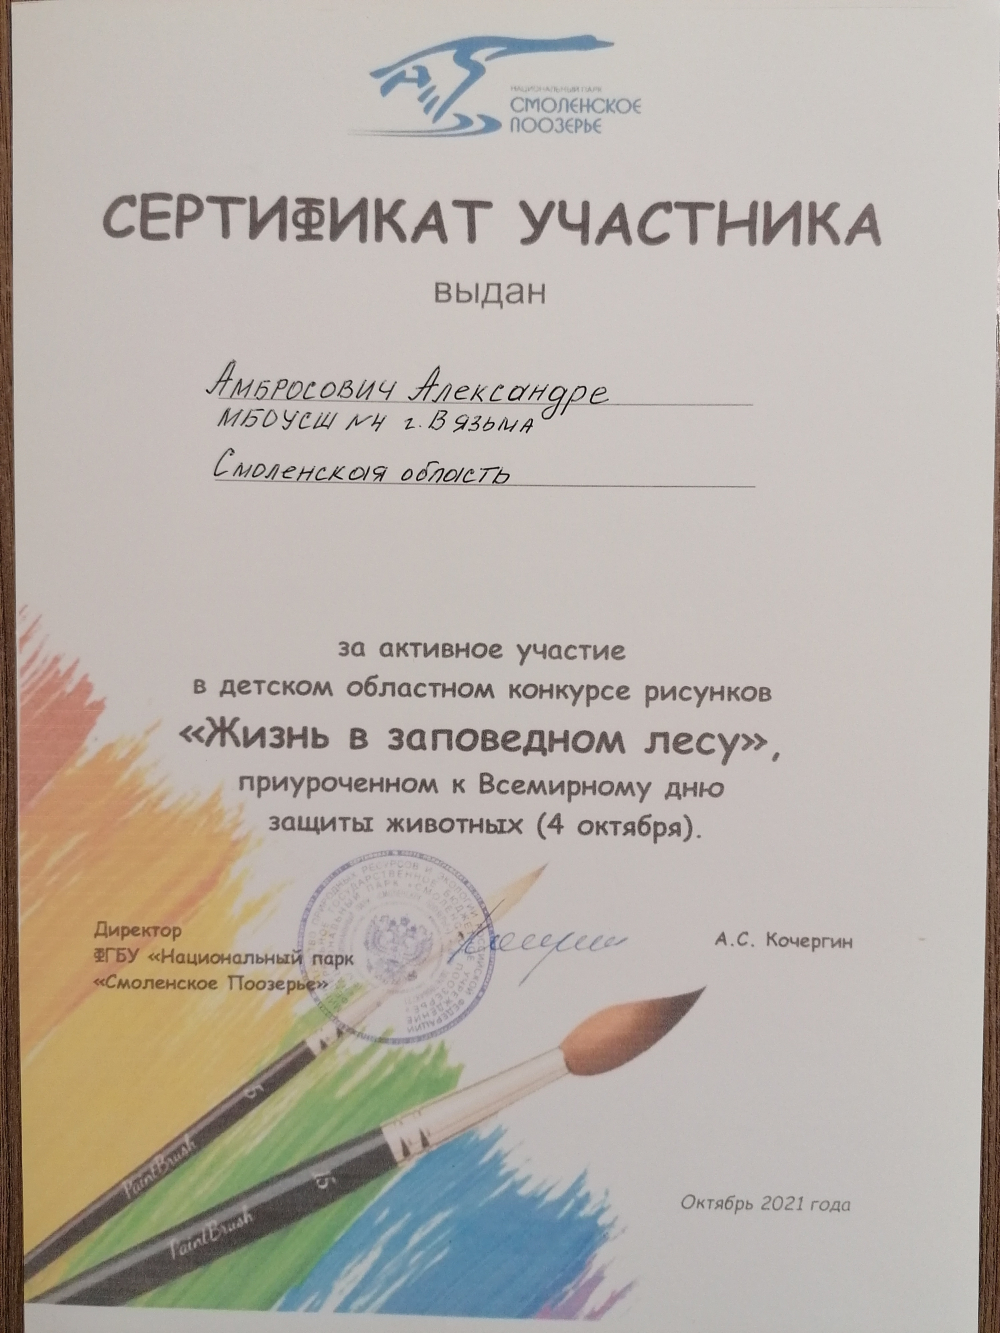 НАЦИОНАЛЬНЫЙ ПАРК
СМОЛЕНСКОЕ
ПООЗЕРЬЕ
СЕРТИФИКАТ УЧАСТНИКА
выдан
Амбросович Александре
МБОУСШ №4 г. Вязьма
Смоленская область
за активное участие
в детском областном конкурсе рисунков
«Жизнь в заповедном лесу»,
приуроченном к Всемирному дню
защиты животных (4 октября).
Директор
ФГБУ «Национальный парк
«Смоленское Поозерье»
А.С. Кочергин
PaintBrush
PaintBrush
Октябрь 2021 года